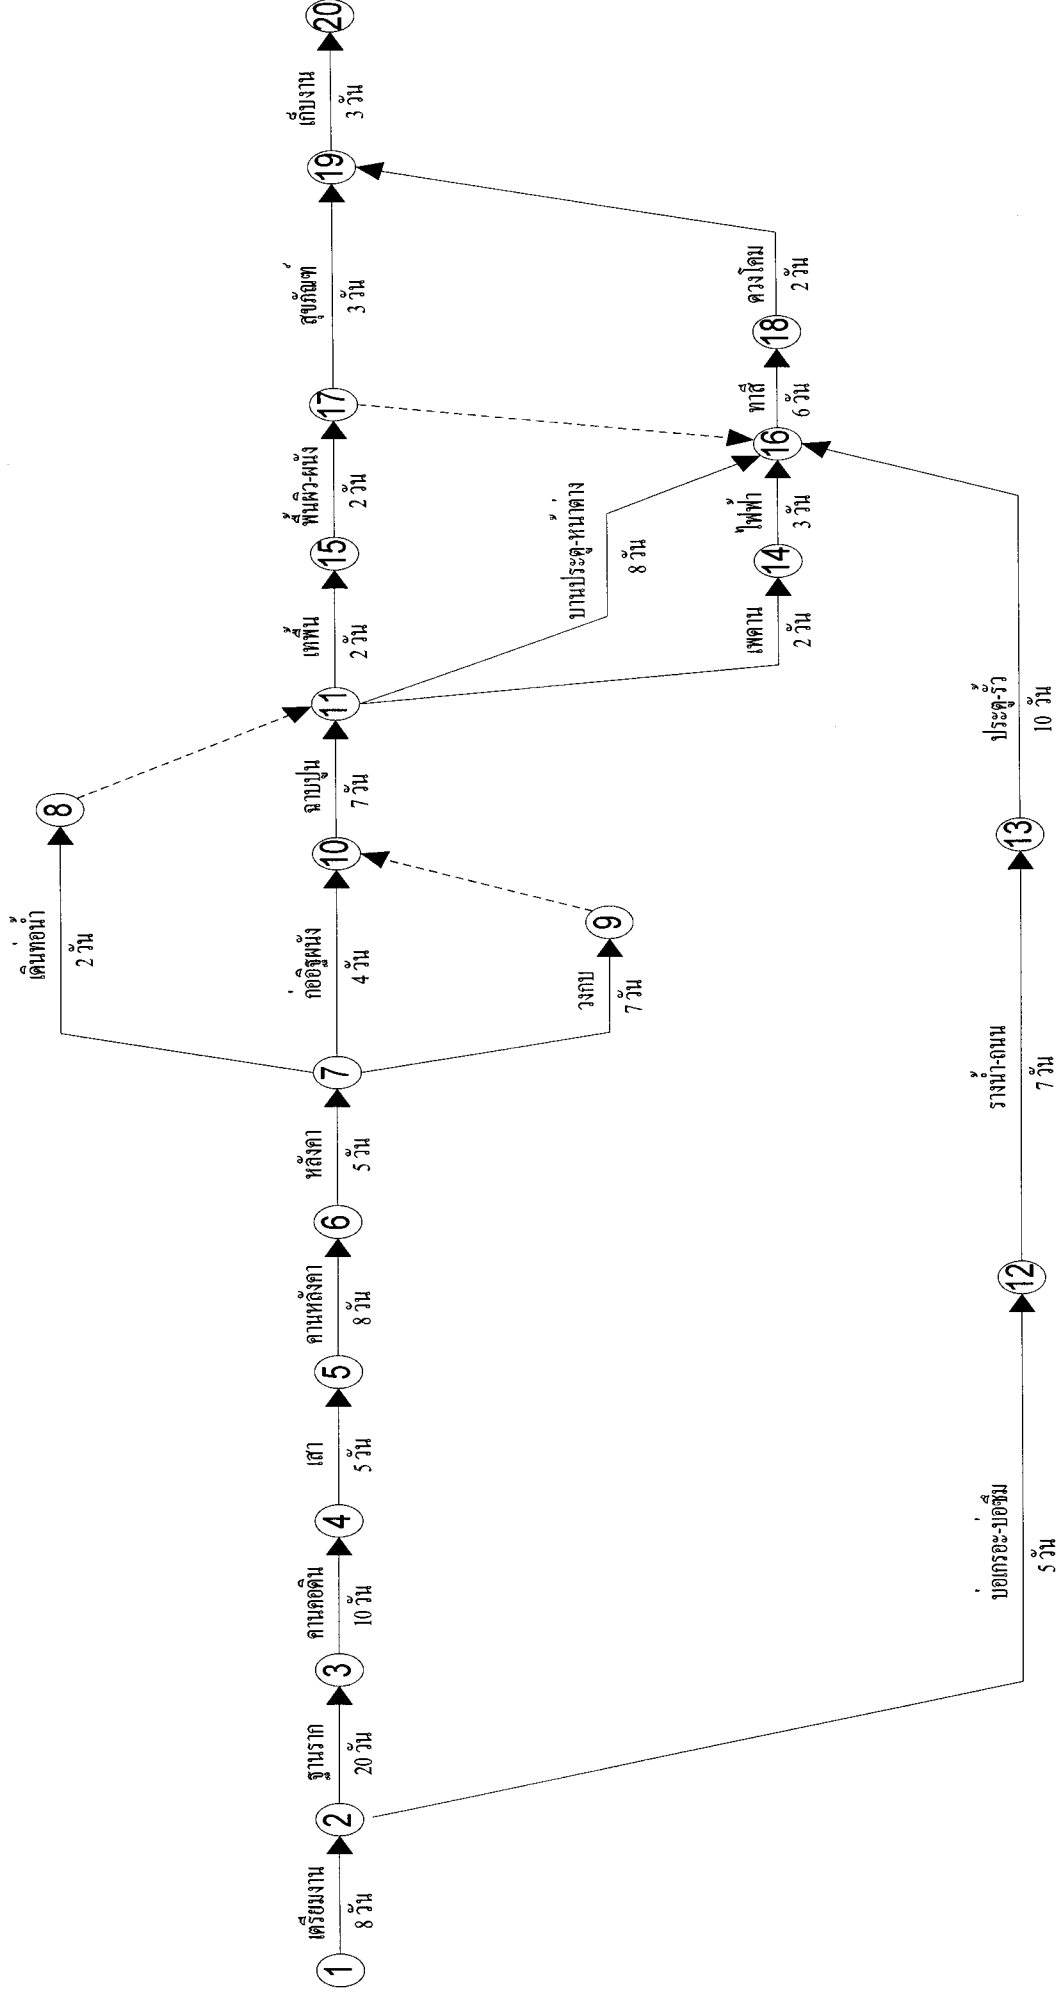 1
เตรียมงาน
8 วัน
2
ฐานราก
20 วัน
3
คานคอดิน
10 วัน
4
เสา
5 วัน
5
คานหลังคา
8 วัน
6
หลังคา
5 วัน
7
เดินท่อน้ำ
2 วัน
8
ก่ออิฐผนัง
4 วัน
วงกบ
7 วัน
9
10
ฉาบปูน
7 วัน
11
เทพื้น
2 วัน
15
พื้นผิว-ผนัง
2 วัน
17
สุขภัณฑ์
3 วัน
19
เก็บงาน
3 วัน
20
บานประตู-หน้าต่าง
8 วัน
เพดาน
2 วัน
14
ไฟฟ้า
3 วัน
16
ทาสี
6 วัน
18
ดวงโคม
2 วัน
บ่อเกรอะ-บ่อซึม
5 วัน
12
รางน้ำ-ถนน
7 วัน
13
ประตู-รั้ว
10 วัน